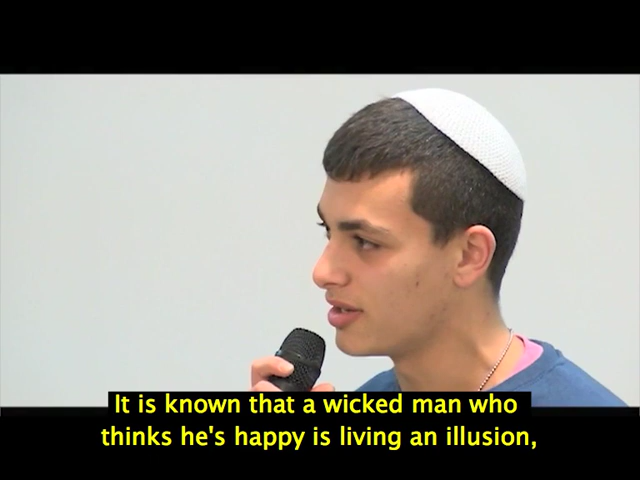 It is known that a wicked man who
thinks he's happy is living an illusion,